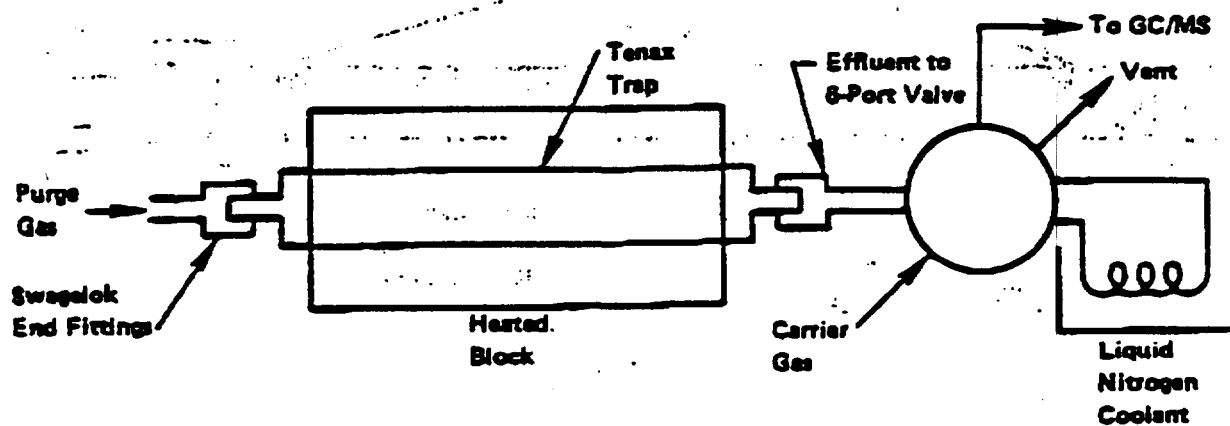 To GC/MS
Tenax
Trap
Effluent to
6-Port Valve
Vent
Purge
Gas
Swagelok
End Fittings
Heated
Block
Carrier
Gas
Liquid
Nitrogen
Coolant